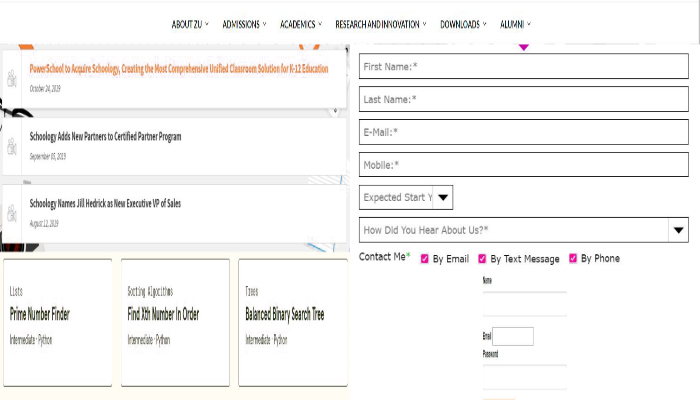 ABOUT ZU ADMISSIONS ACADEMICS RESEARCH AND INNOVATION DOWNLOADS ALUMNI
PowerSchool to Acquire Schoology, Creating the Most Comprehensive Unified Classroom Solution for K-12 Education
October 24, 2019
Schoology Adds New Partners to Certified Partner Program
September 05, 2019
Schoology Names Jill Hedrick as New Executive VP of Sales
August 12, 2019
First Name:*
Last Name:*
E-Mail:*
Mobile:*
Expected Start Y
How Did You Hear About Us?*
Contact Me* By Email By Text Message By Phone
Lists
Prime Number Finder
Intermediate · Python
Sorting Algorithms
Find Xth Number In Order
Intermediate · Python
Trees
Balanced Binary Search Tree
Intermediate · Python
Name
Email
Password